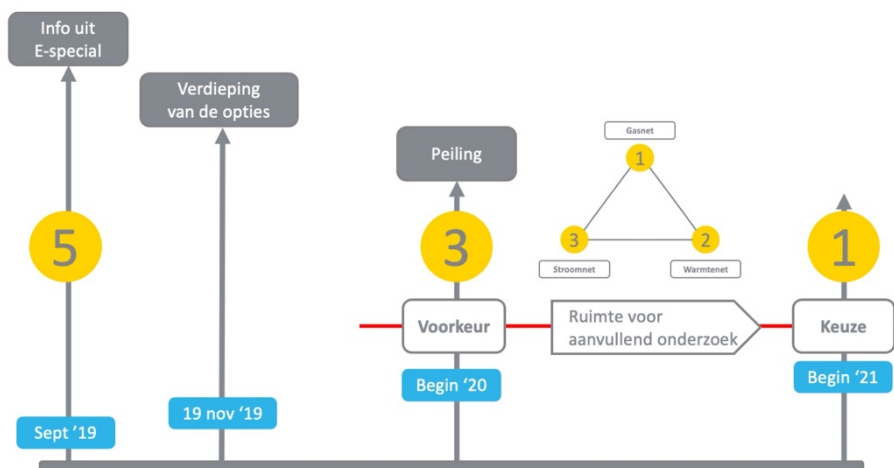 Info uit
E-special
Verdieping
van de opties
Peiling
Gasnet
1
3
Stroomnet
2
Warmtenet
5
3
1
Voorkeur
Ruimte voor
aanvullend onderzoek
Keuze
Sept ’19
19 nov ‘19
Begin ‘20
Begin ‘21